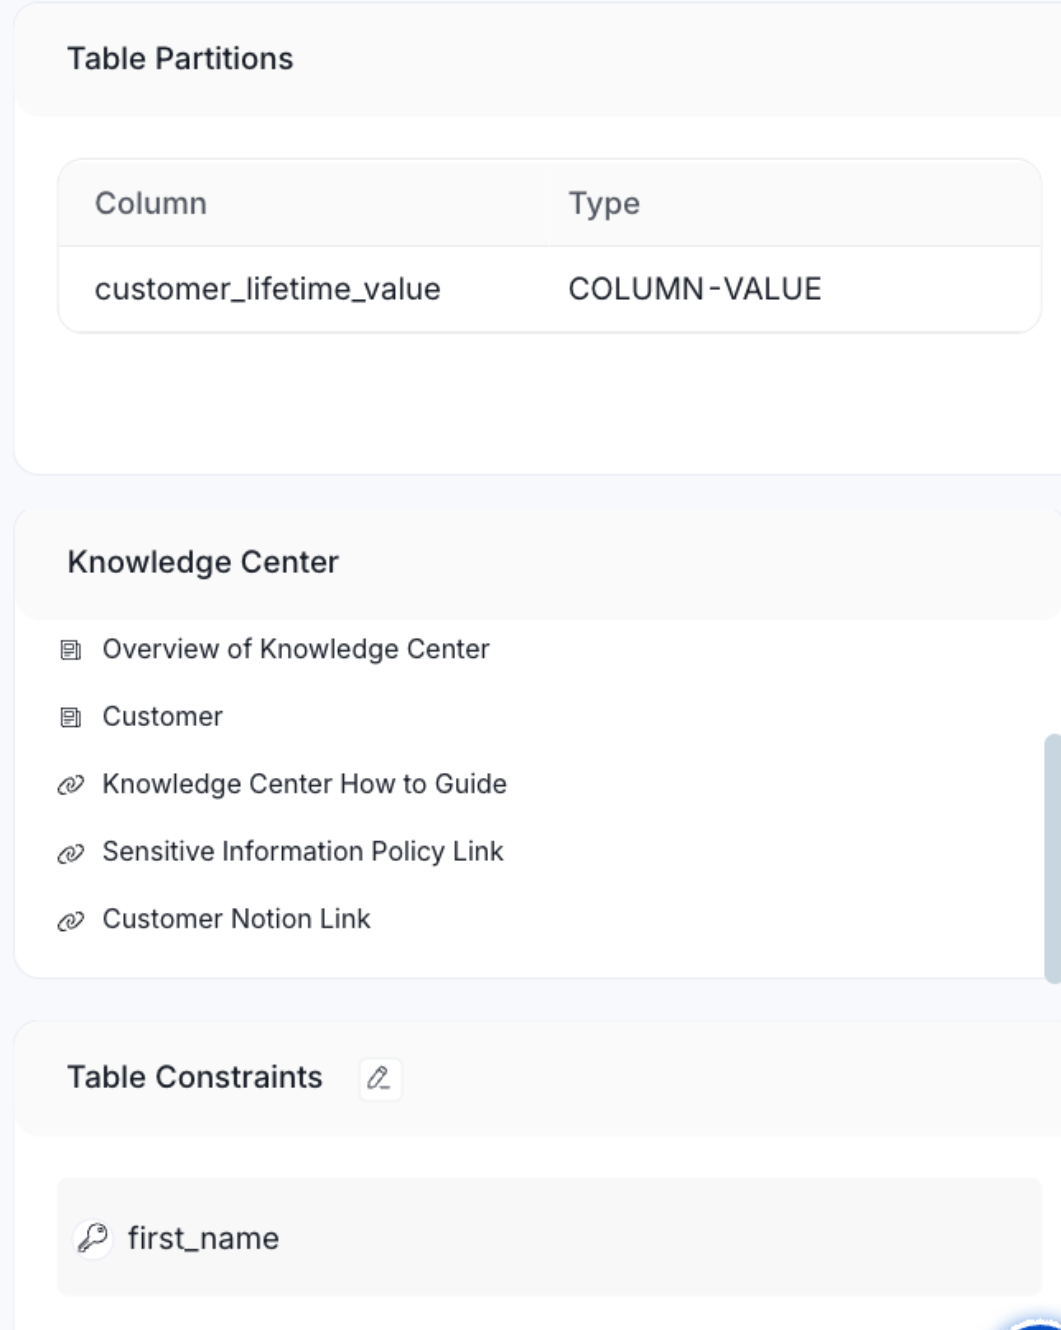 Table Partitions
Column Type
customer_lifetime_value COLUMN-VALUE
Knowledge Center
Overview of Knowledge Center
Customer
Knowledge Center How to Guide
Sensitive Information Policy Link
Customer Notion Link
Table Constraints
first_name